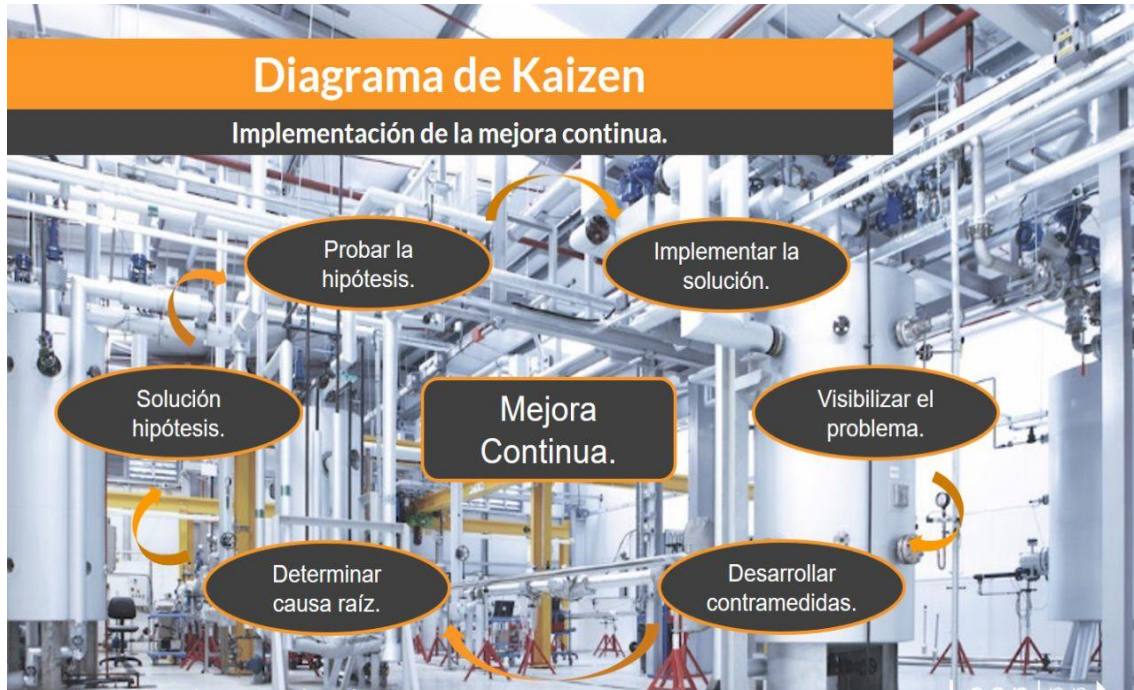 Diagrama de Kaizen
Implementación de la mejora continua.
Probar la
hipótesis.
Implementar la
solución.
Solución
hipótesis.
Mejora
Continua.
Visibilizar el
problema.
Determinar
causa raíz.
Desarrollar
contramedidas.